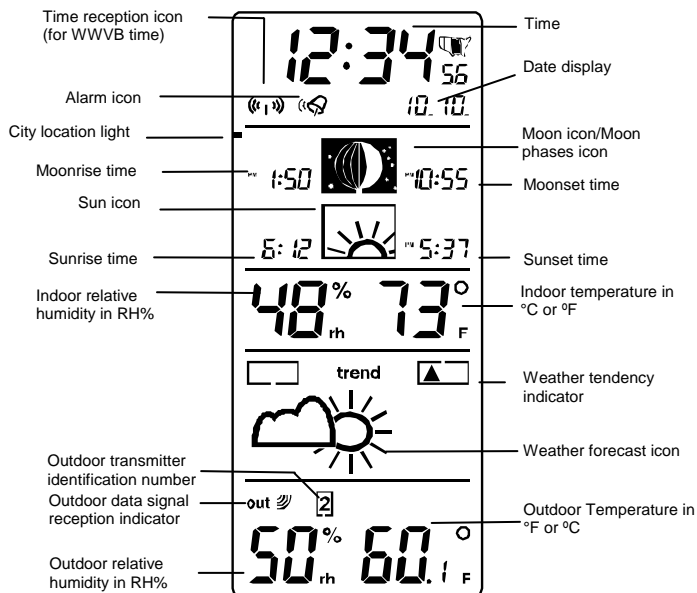 Time reception icon
(for WWVB time)
Time
12:34
56
Date display
Alarm icon
10. 10.
City location light
Moon icon/Moon
phases icon
Moonrise time
PM 1:50
PM 10:55
Moonset time
Sun icon
Sunrise time
6:12
PM 5:37
Sunset time
Indoor relative
humidity in RH%
48 % rh
73 ° F
Indoor temperature in
°C or ºF
trend
Weather tendency
indicator
Weather forecast icon
Outdoor transmitter
identification number
Outdoor data signal
reception indicator
out
2
Outdoor Temperature in
°F or ºC
Outdoor relative
humidity in RH%
50 % rh
60.1 ° F